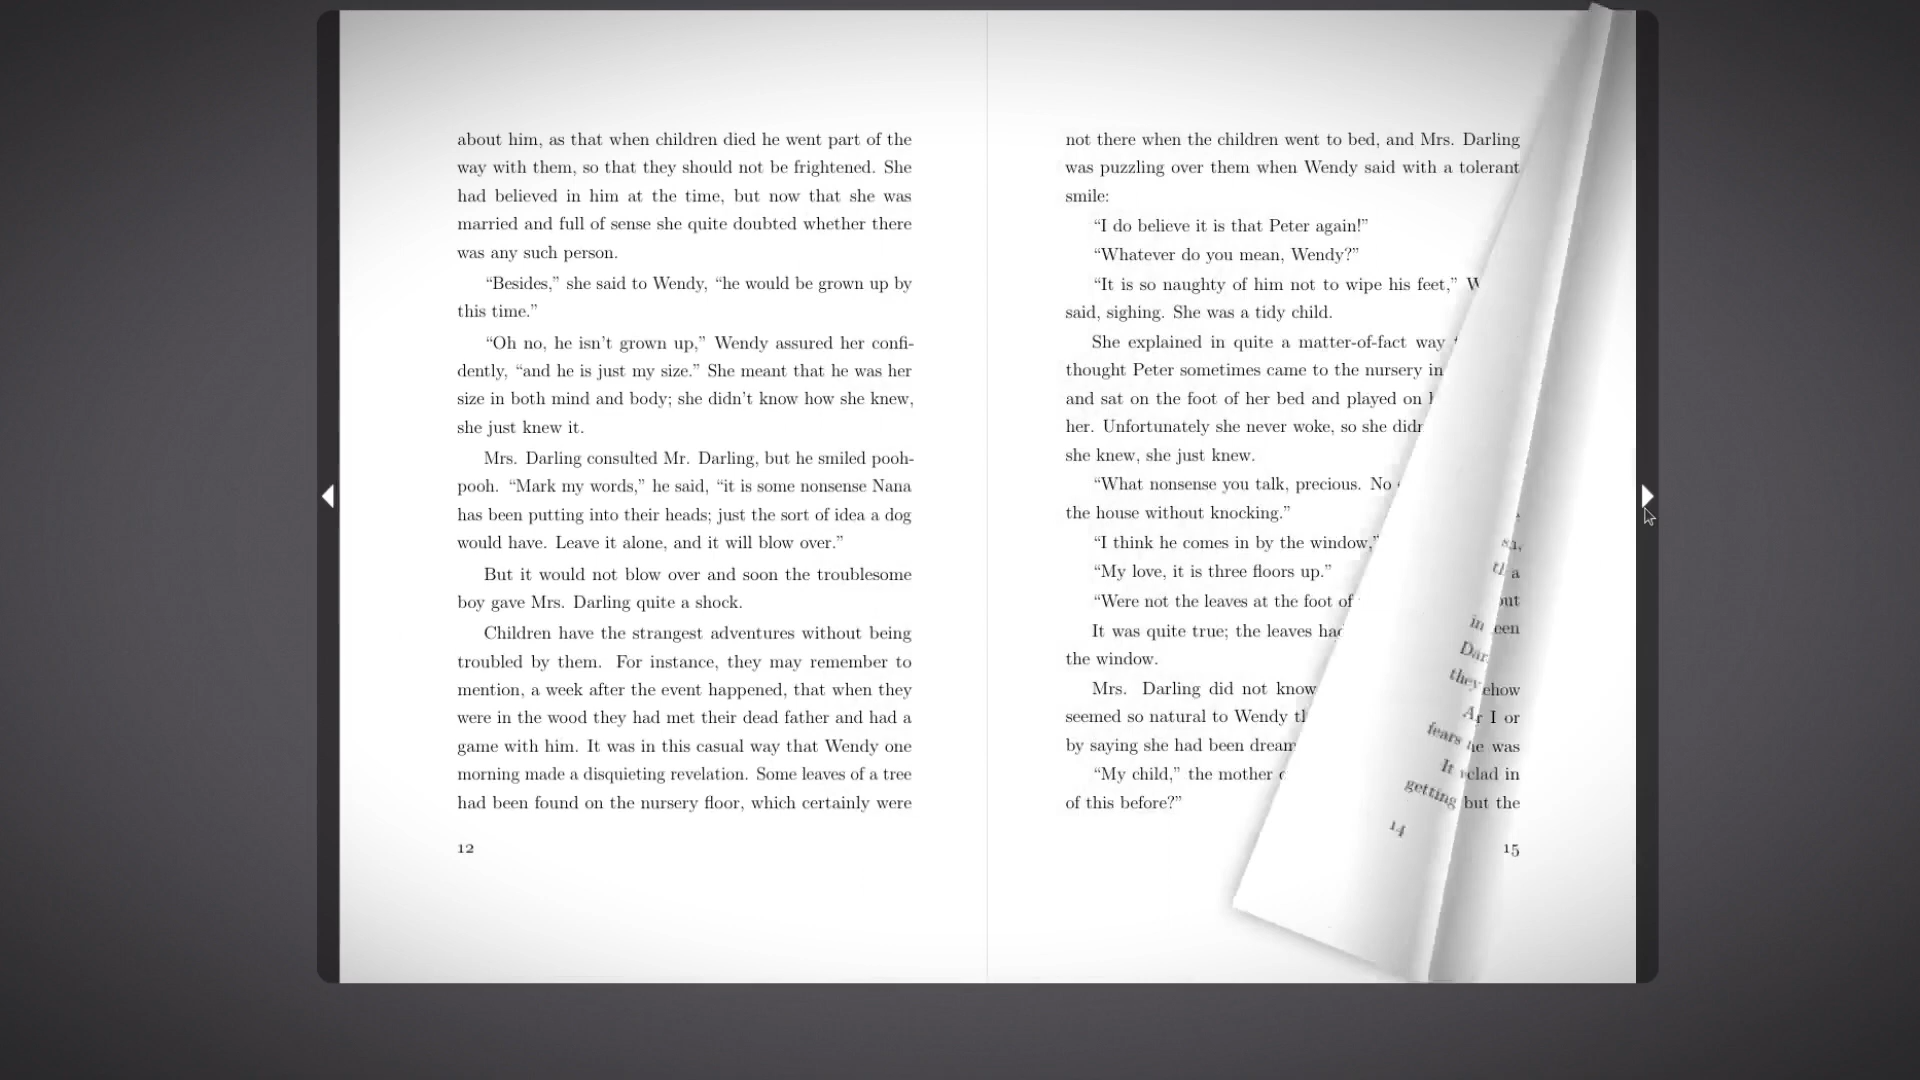 about him, as that when children died he went part of the
way with them, so that they should not be frightened. She
had believed in him at the time, but now that she was
married and full of sense she quite doubted whether there
was any such person.
“Besides,” she said to Wendy, “he would be grown up by
this time.”
“Oh no, he isn’t grown up,” Wendy assured her confi-
dently, “and he is just my size.” She meant that he was her
size in both mind and body; she didn’t know how she knew,
she just knew it.
Mrs. Darling consulted Mr. Darling, but he smiled pooh-
pooh. “Mark my words,” he said, “it is some nonsense Nana
has been putting into their heads; just the sort of idea a dog
would have. Leave it alone, and it will blow over.”
But it would not blow over and soon the troublesome
boy gave Mrs. Darling quite a shock.
Children have the strangest adventures without being
troubled by them. For instance, they may remember to
mention, a week after the event happened, that when they
were in the wood they had met their dead father and had a
game with him. It was in this casual way that Wendy one
morning made a disquieting revelation. Some leaves of a tree
had been found on the nursery floor, which certainly were
12
not there when the children went to bed, and Mrs. Darling
was puzzling over them when Wendy said with a tolerant
smile:
“I do believe it is that Peter again!”
“Whatever do you mean, Wendy?”
“It is so naughty of him not to wipe his feet,”
said, sighing. She was a tidy child.
She explained in quite a matter-of-fact way
thought Peter sometimes came to the nursery in
and sat on the foot of her bed and played on
her. Unfortunately she never woke, so she
she knew, she just knew.
“What nonsense you talk, precious. No
the house without knocking.”
“I think he comes in by the window,”
“My love, it is three floors up.”
“Were not the leaves at the foot of
It was quite true; the leaves
the window.
Mrs. Darling did not know
seemed so natural to Wendy
by saying she had been
“My child,” the mother
of this before?”
in
they
fears
It
getting
14
a
I or
was
clad in
but the
15